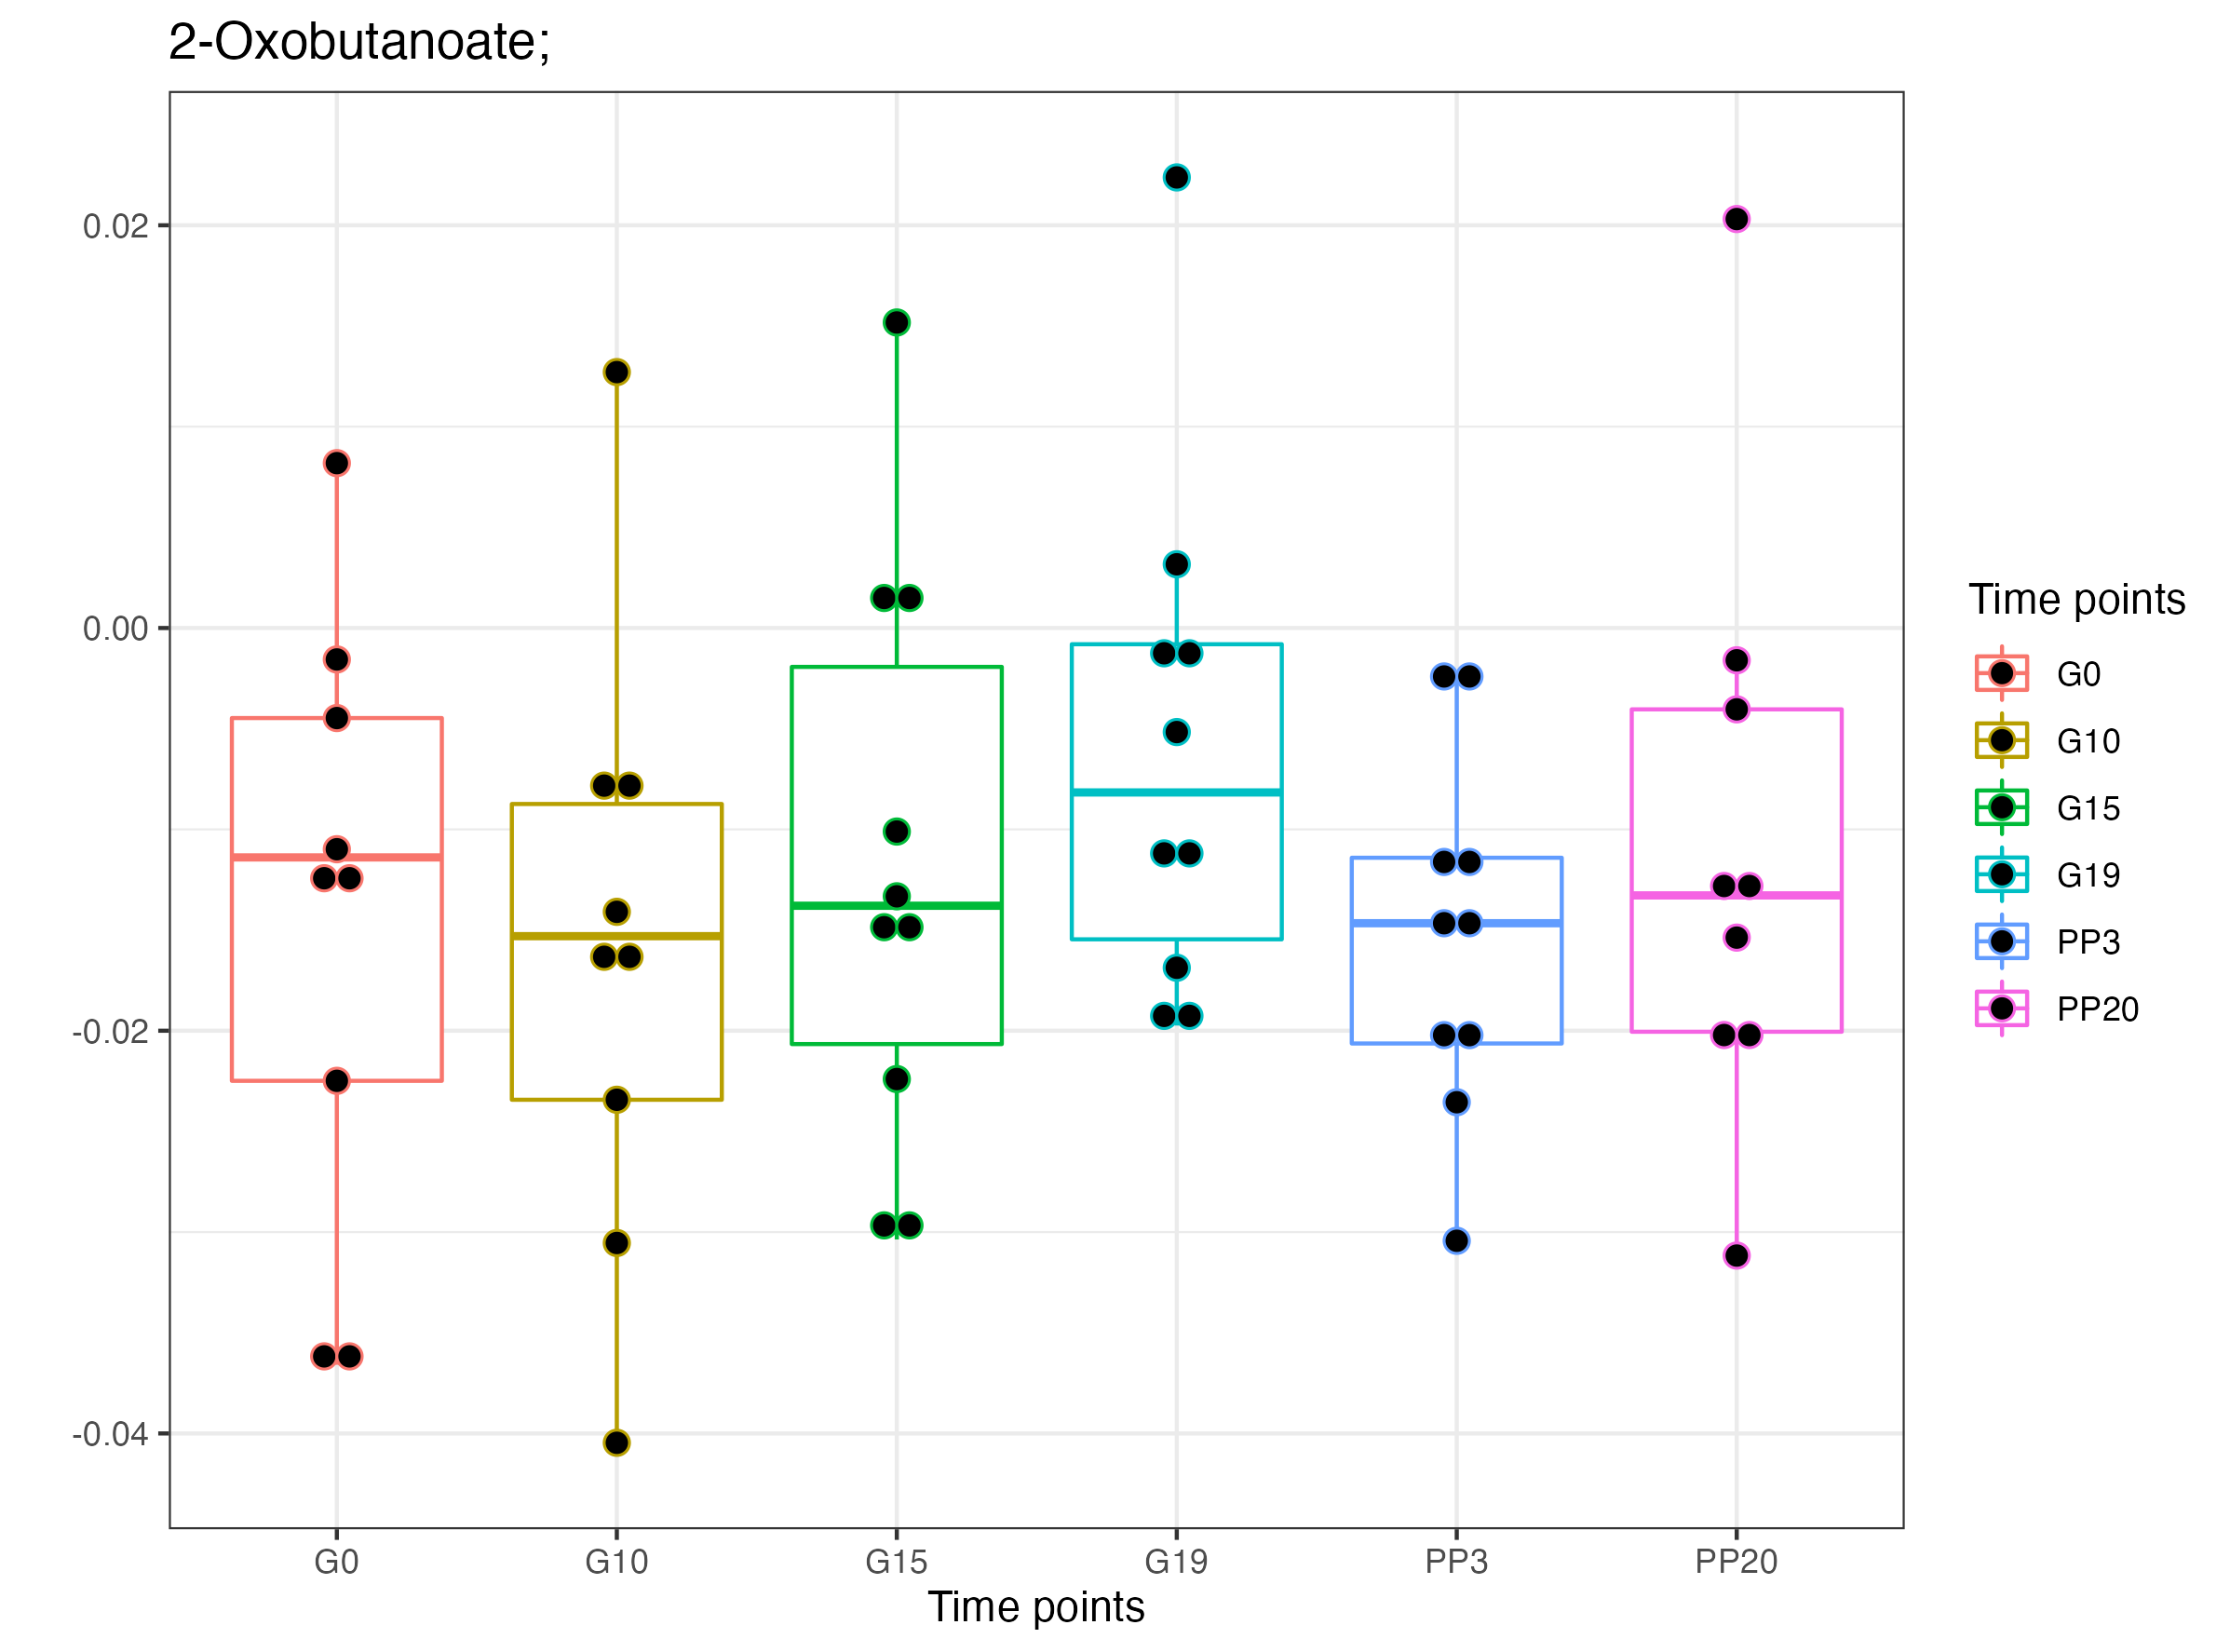 2-Oxobutanoate;
0.02
0.00
-0.02
-0.04
G0 G10 G15 G19 PP3 PP20
Time points
Time points
G0
G10
G15
G19
PP3
PP20